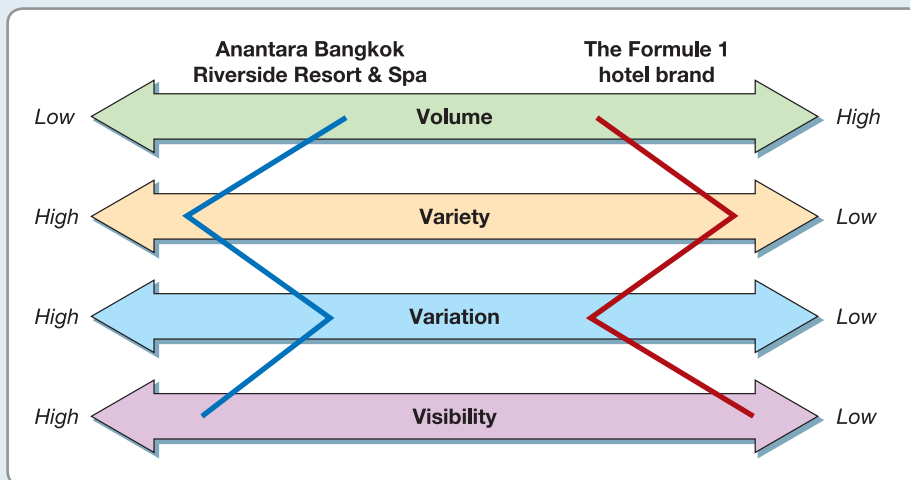 Anantara Bangkok
Riverside Resort & Spa
The Formule 1
hotel brand
Low
Volume
High
High
Variety
Low
High
Variation
Low
High
Visibility
Low